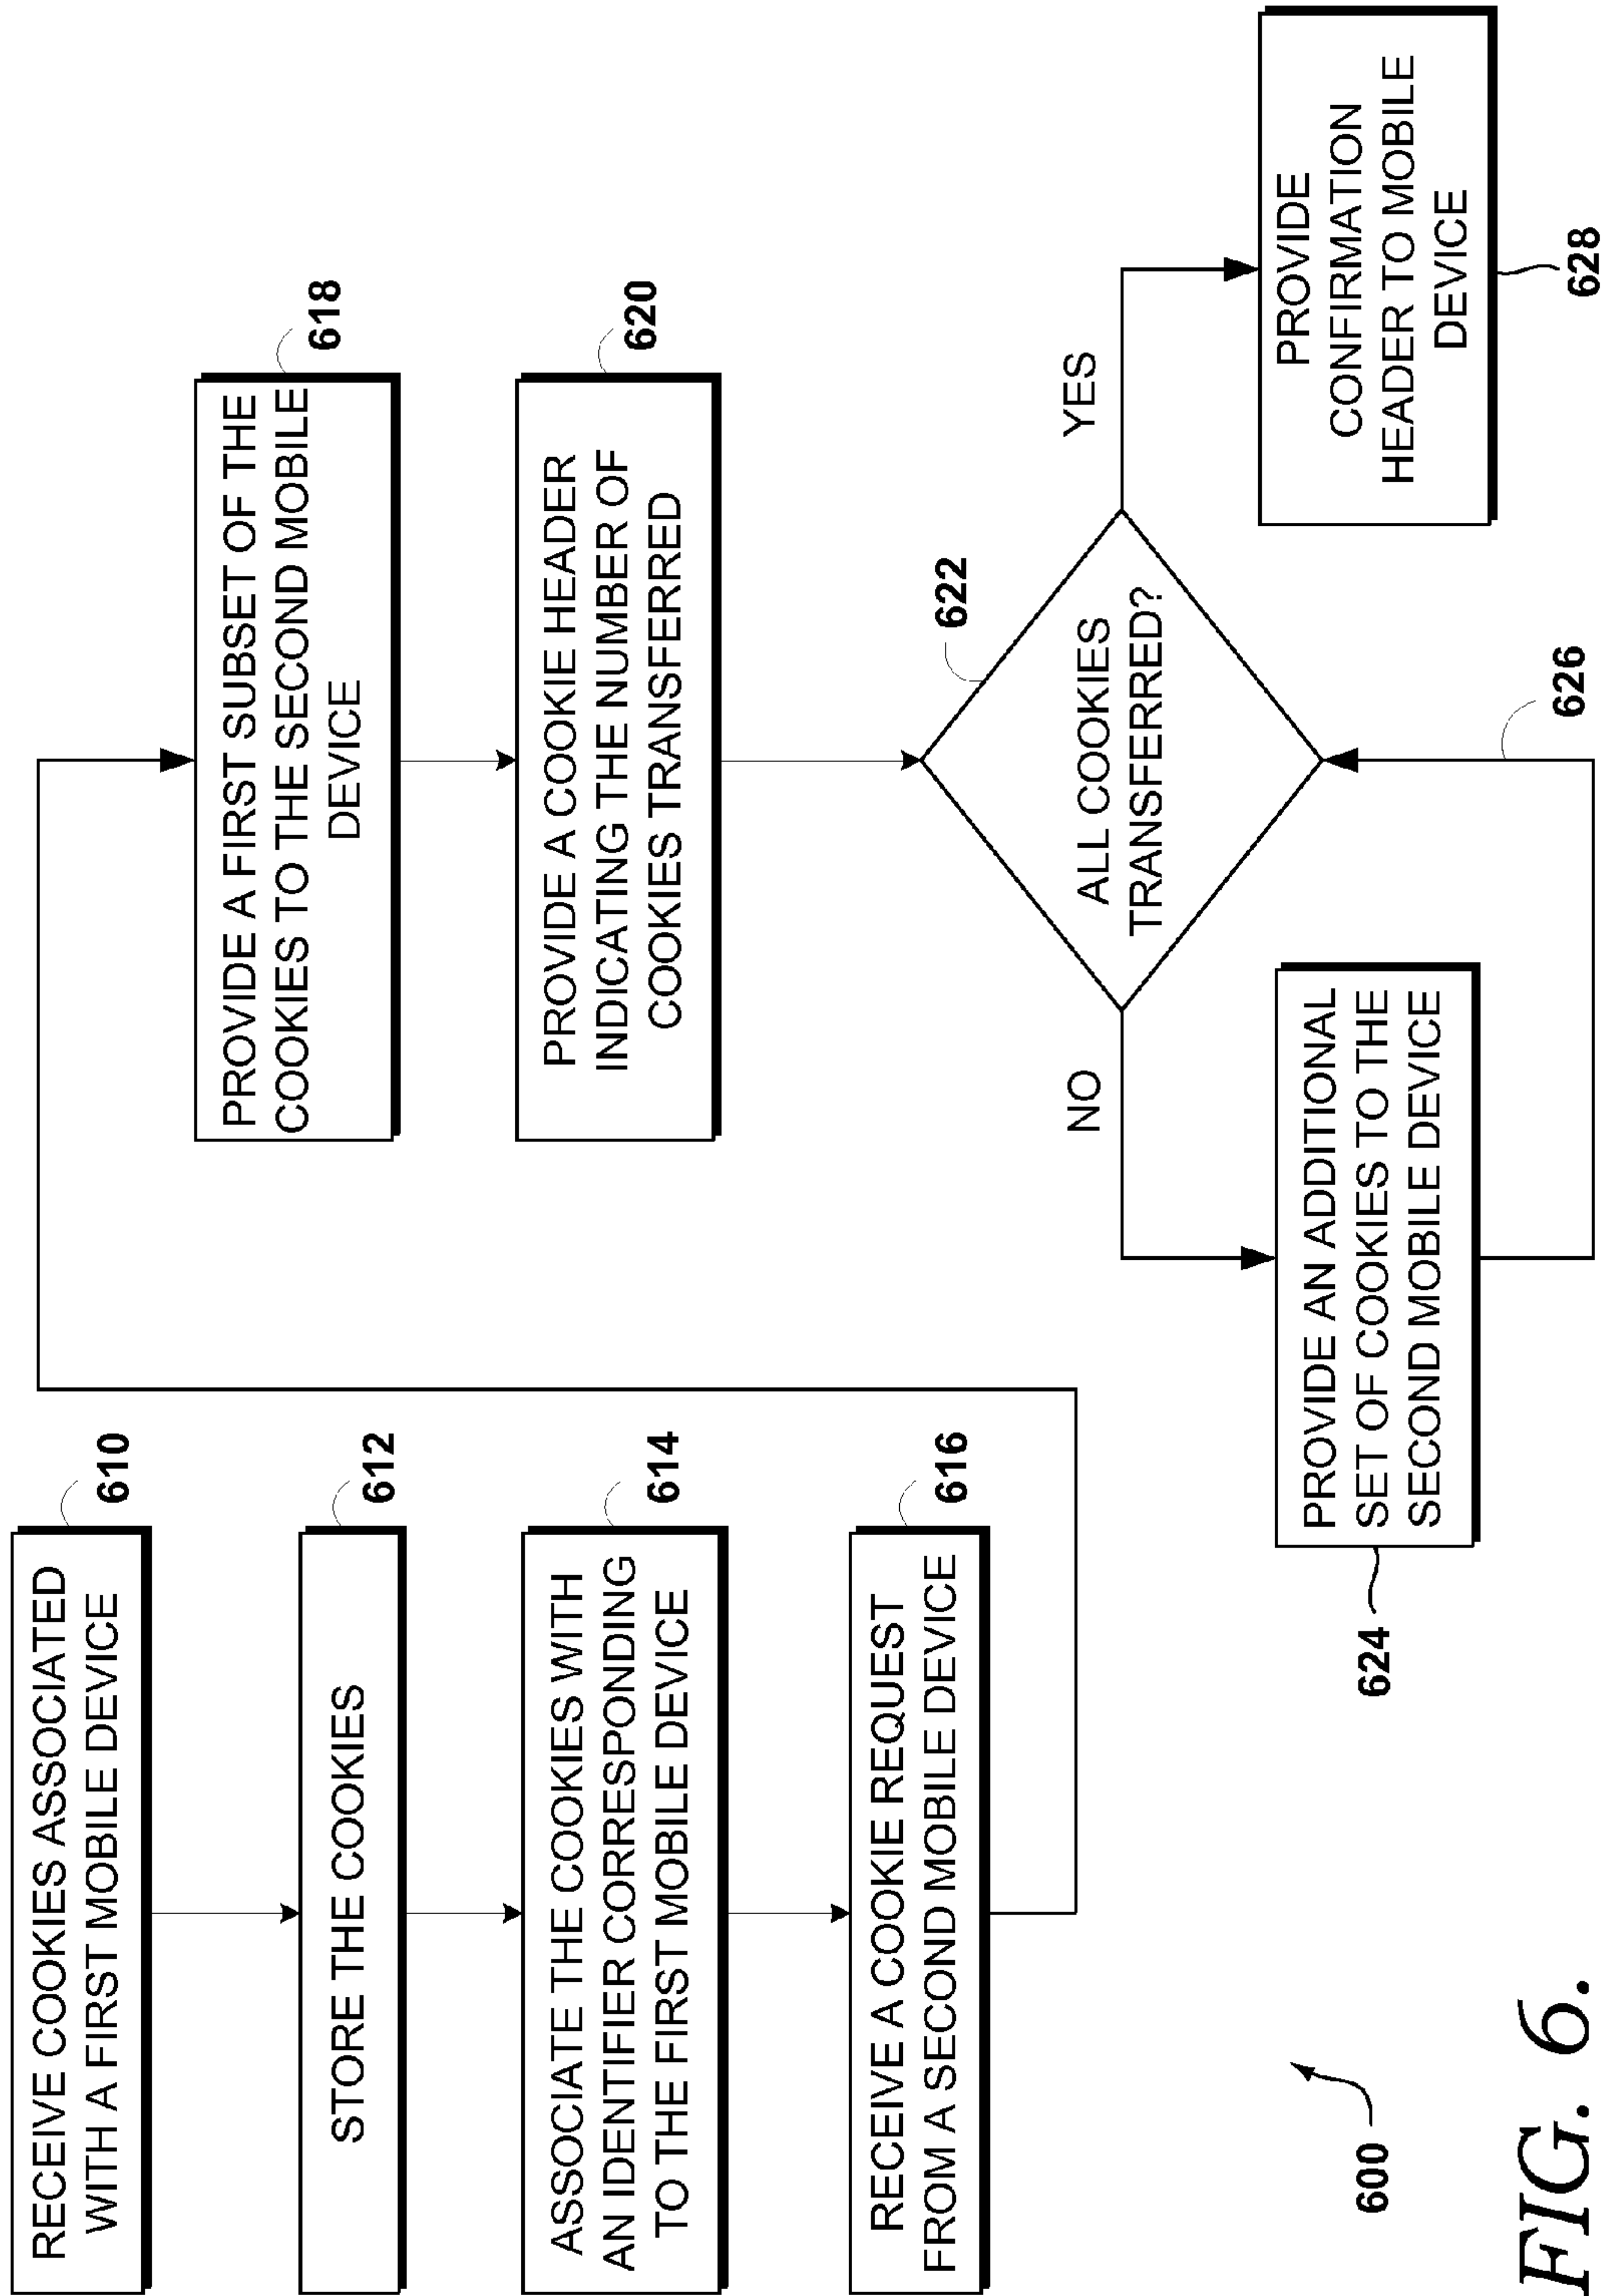 RECEIVE COOKIES ASSOCIATED
WITH A FIRST MOBILE DEVICE
610
STORE THE COOKIES
612
ASSOCIATE THE COOKIES WITH
AN IDENTIFIER CORRESPONDING
TO THE FIRST MOBILE DEVICE
614
RECEIVE A COOKIE REQUEST
FROM A SECOND MOBILE DEVICE
616
PROVIDE A FIRST SUBSET OF THE
COOKIES TO THE SECOND MOBILE
DEVICE
618
PROVIDE A COOKIE HEADER
INDICATING THE NUMBER OF
COOKIES TRANSFERRED
620
ALL COOKIES
TRANSFERRED?
622
NO
YES
PROVIDE AN ADDITIONAL
SET OF COOKIES TO THE
SECOND MOBILE DEVICE
624
626
PROVIDE
CONFIRMATION
HEADER TO MOBILE
DEVICE
628
600
FIG. 6.